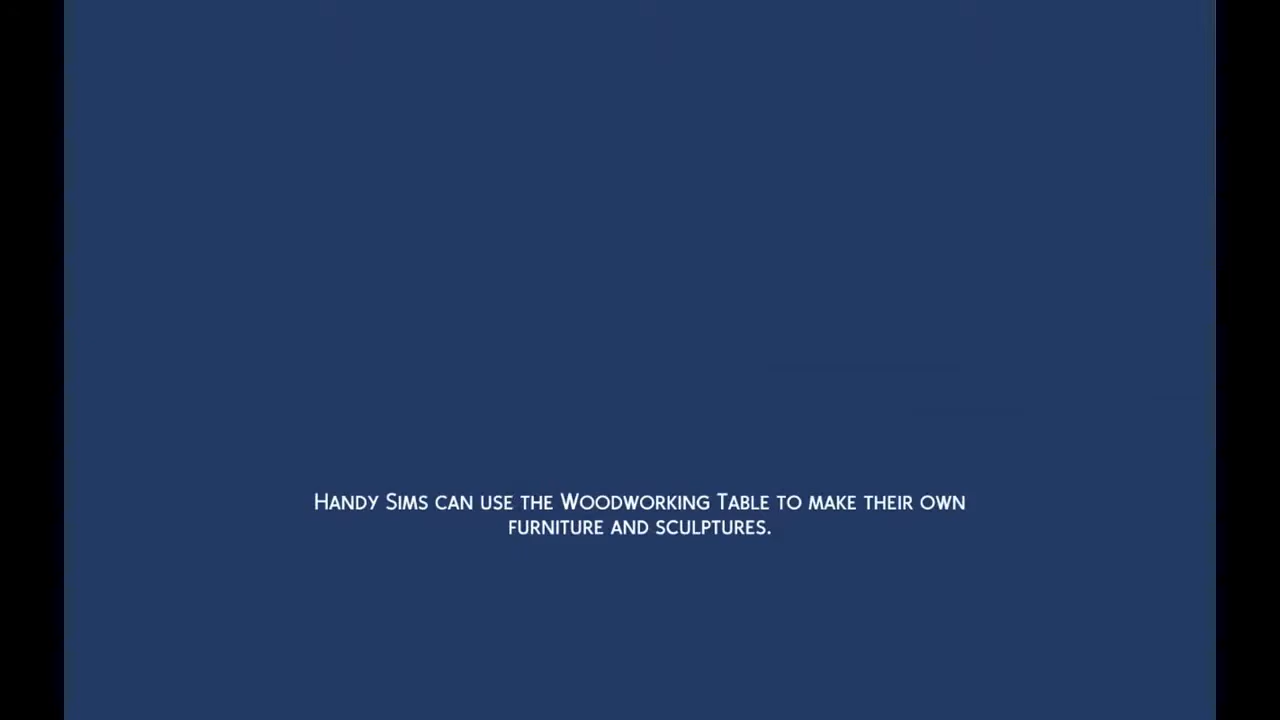 Handy Sims can use the Woodworking Table to make their own
furniture and sculptures.